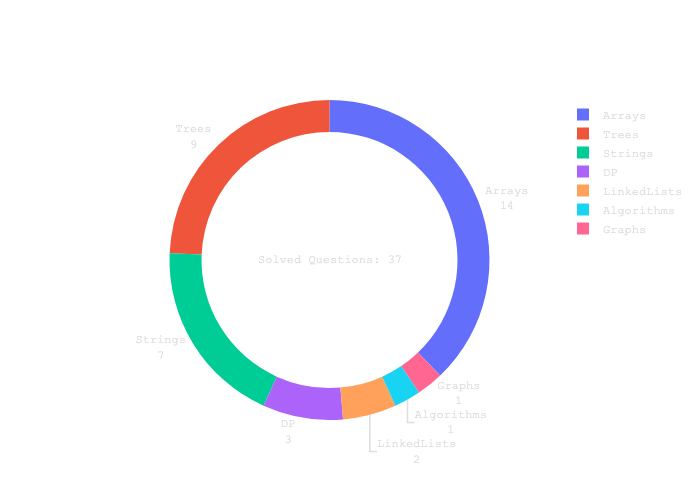 Trees
9
Arrays
14
Solved Questions: 37
Strings
7
Graphs
1
Algorithms
1
DP
3
LinkedLists
2
Arrays
Trees
Strings
DP
LinkedLists
Algorithms
Graphs